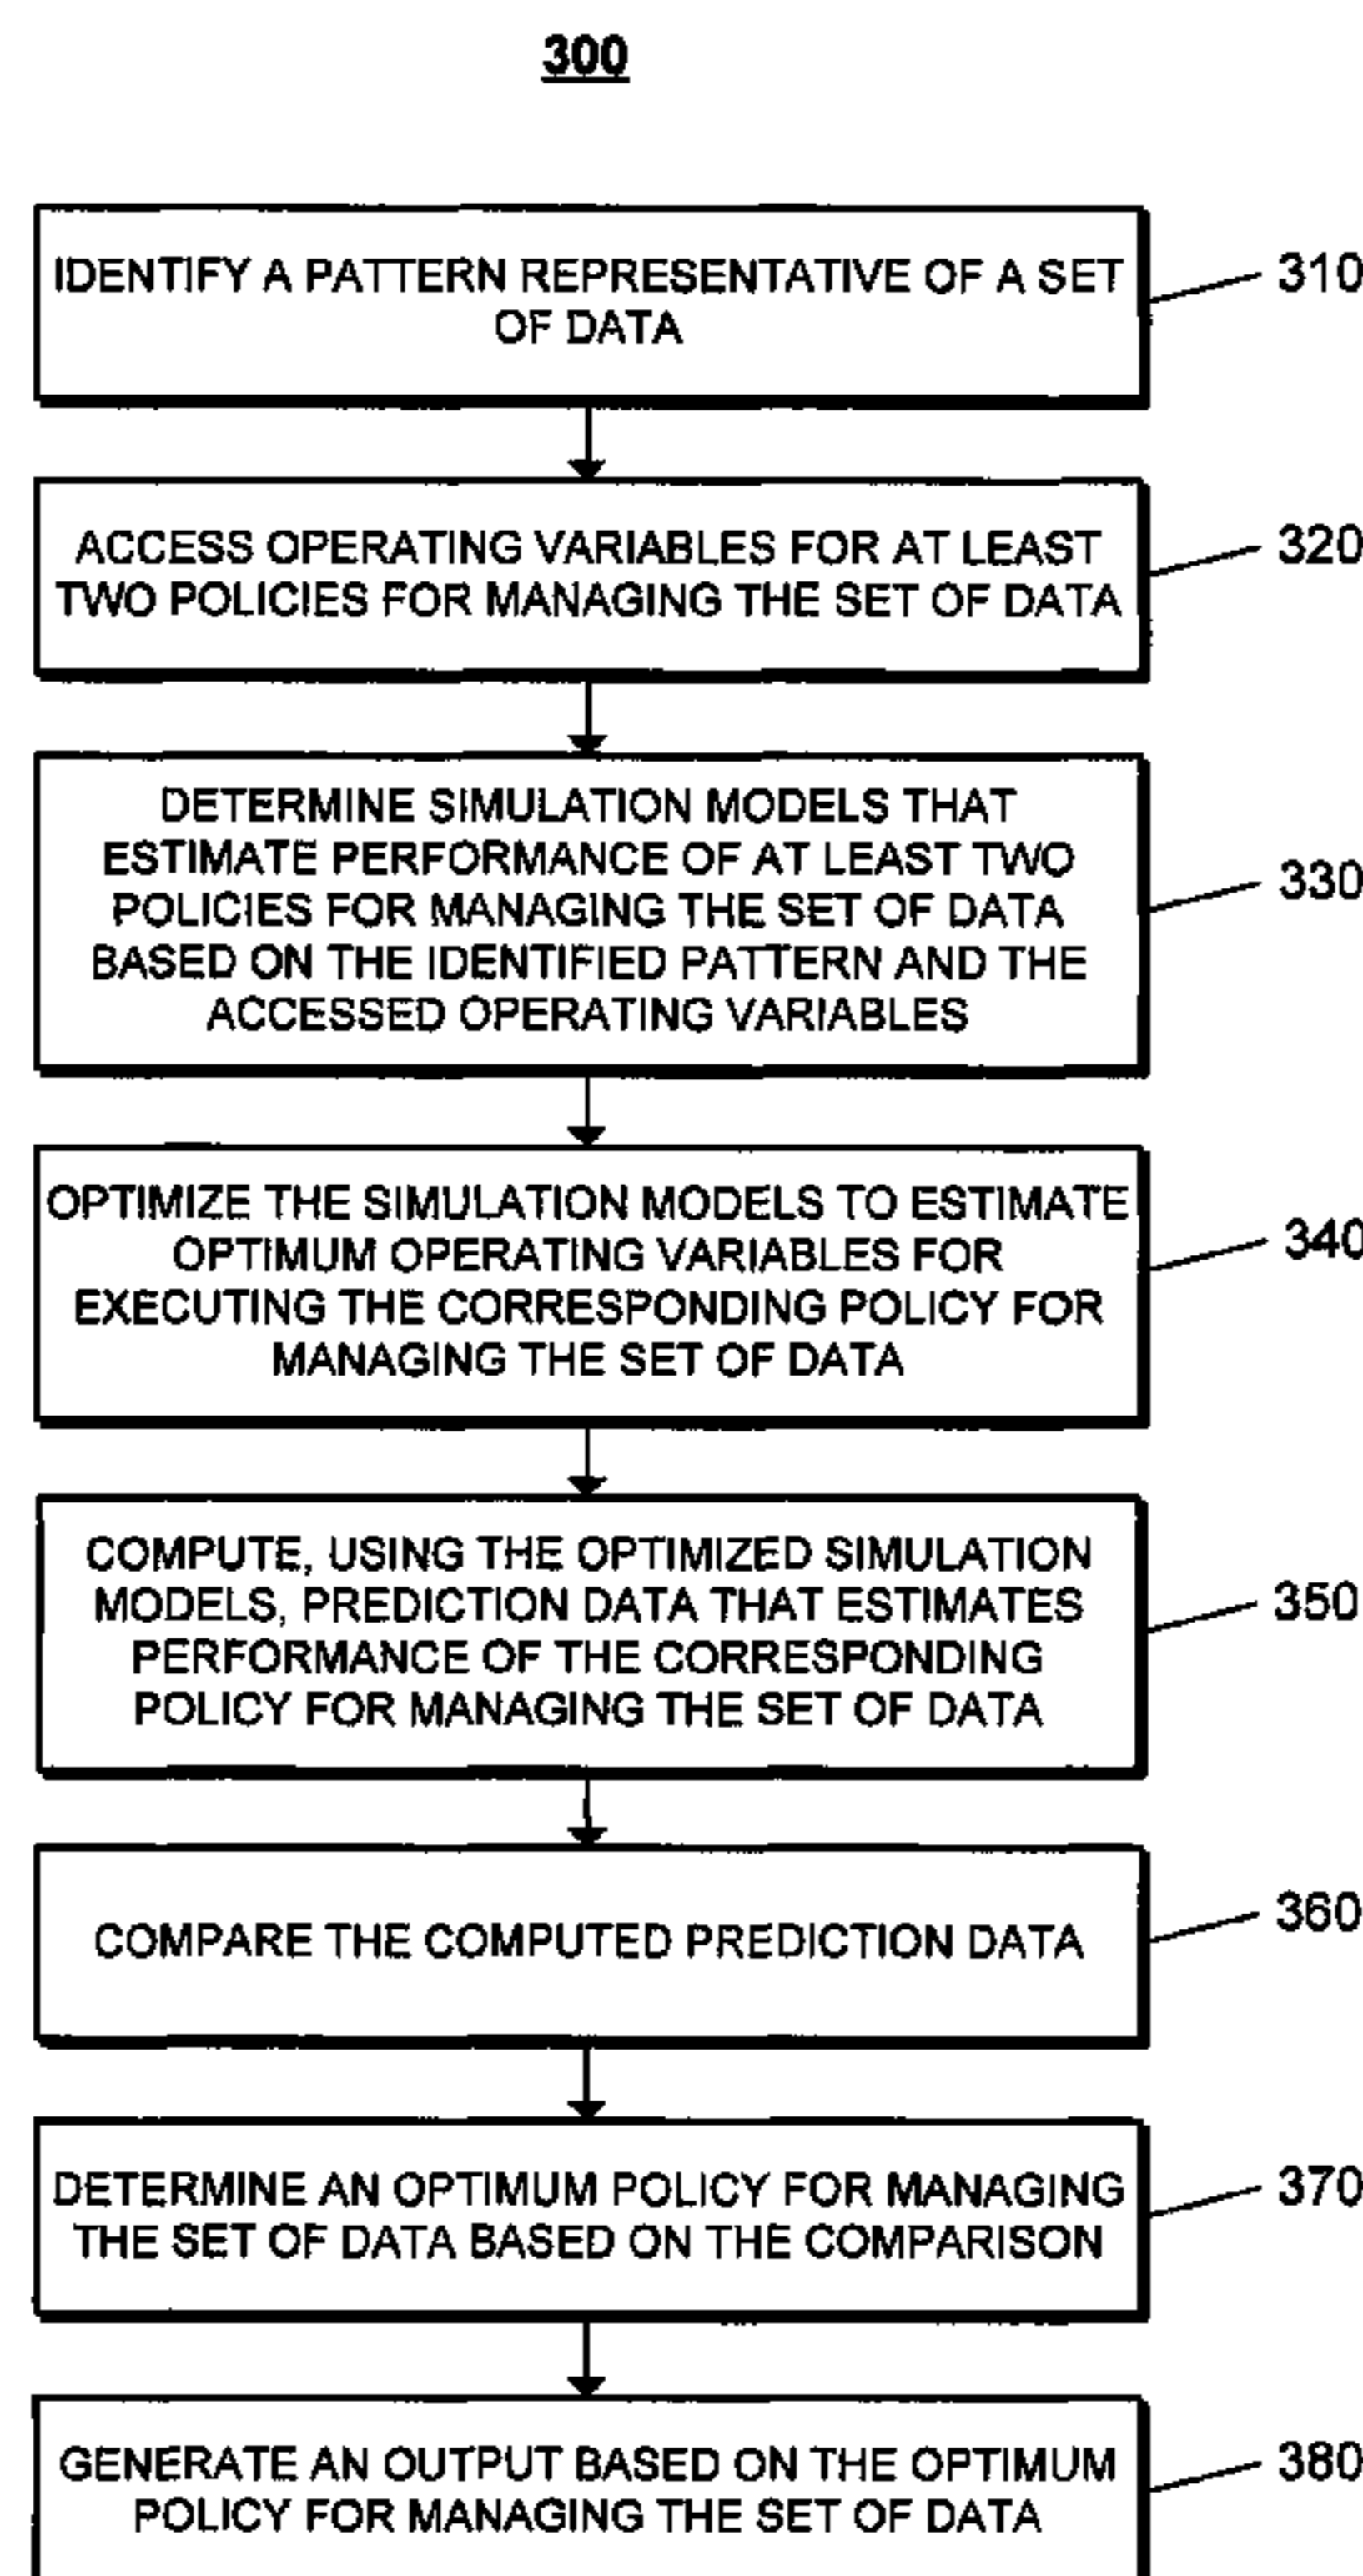 300
IDENTIFY A PATTERN REPRESENTATIVE OF A SET
OF DATA
310
ACCESS OPERATING VARIABLES FOR AT LEAST
TWO POLICIES FOR MANAGING THE SET OF DATA
320
DETERMINE SIMULATION MODELS THAT
ESTIMATE PERFORMANCE OF AT LEAST TWO
POLICIES FOR MANAGING THE SET OF DATA
BASED ON THE IDENTIFIED PATTERN AND THE
ACCESSED OPERATING VARIABLES
330
OPTIMIZE THE SIMULATION MODELS TO ESTIMATE
OPTIMUM OPERATING VARIABLES FOR
EXECUTING THE CORRESPONDING POLICY FOR
MANAGING THE SET OF DATA
340
COMPUTE, USING THE OPTIMIZED SIMULATION
MODELS, PREDICTION DATA THAT ESTIMATES
PERFORMANCE OF THE CORRESPONDING
POLICY FOR MANAGING THE SET OF DATA
350
COMPARE THE COMPUTED PREDICTION DATA
360
DETERMINE AN OPTIMUM POLICY FOR MANAGING
THE SET OF DATA BASED ON THE COMPARISON
370
GENERATE AN OUTPUT BASED ON THE OPTIMUM
POLICY FOR MANAGING THE SET OF DATA
380